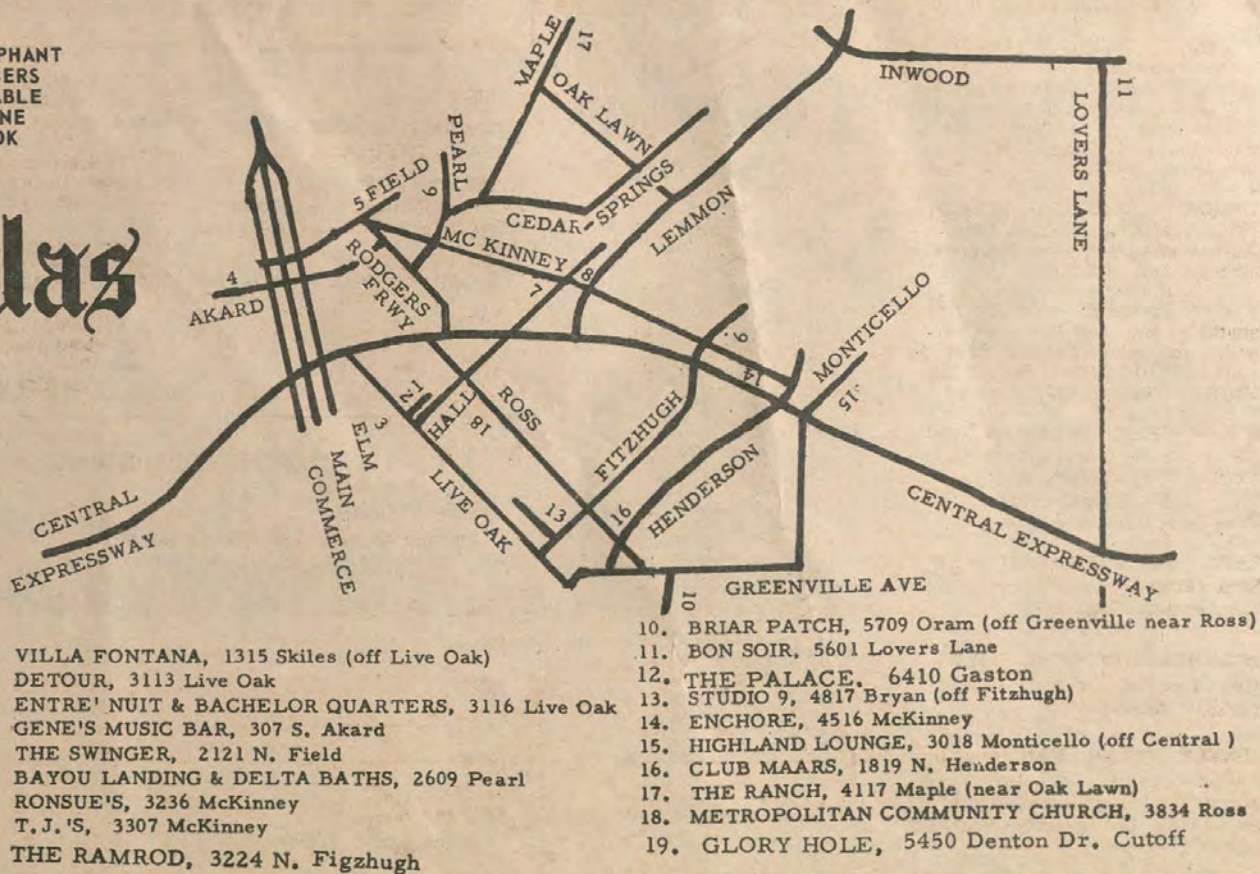 PHANT
ERS
ABLE
NE
OK
las
MAPLE
17
OAK LAWN
INWOOD
11
LOVERS LANE
PEARL
9
5 FIELD
CEDAR SPRINGS
LEMMON
MC KINNEY
8
7
RODGERS
FRWY
4
AKARD
MONTICELLO
9
14
15
1
2
HALL
18
ROSS
3
ELM
MAIN
COMMERCE
LIVE OAK
FITZHUGH
13
16
HENDERSON
CENTRAL
EXPRESSWAY
CENTRAL EXPRESSWAY
GREENVILLE AVE
10
VILLA FONTANA, 1315 Skiles (off Live Oak)
DETOUR, 3113 Live Oak
ENTRE' NUIT & BACHELOR QUARTERS, 3116 Live Oak
GENE'S MUSIC BAR, 307 S. Akard
THE SWINGER, 2121 N. Field
BAYOU LANDING & DELTA BATHS, 2609 Pearl
RONSUE'S, 3236 McKinney
T.J.'S, 3307 McKinney
THE RAMROD, 3224 N. Figzhugh
10. BRIAR PATCH, 5709 Oram (off Greenville near Ross)
11. BON SOIR, 5601 Lovers Lane
12. THE PALACE, 6410 Gaston
13. STUDIO 9, 4817 Bryan (off Fitzhugh)
14. ENCHORE, 4516 McKinney
15. HIGHLAND LOUNGE, 3018 Monticello (off Central )
16. CLUB MAARS, 1819 N. Henderson
17. THE RANCH, 4117 Maple (near Oak Lawn)
18. METROPOLITAN COMMUNITY CHURCH, 3834 Ross
19. GLORY HOLE, 5450 Denton Dr. Cutoff